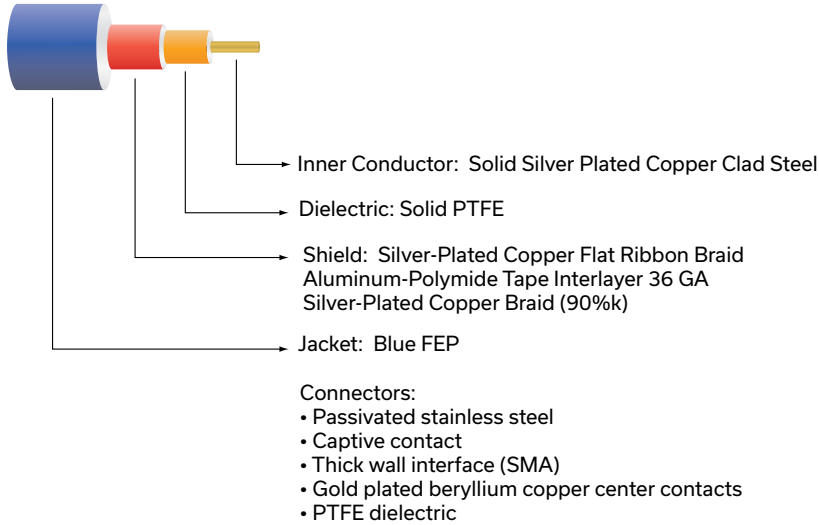 Inner Conductor: Solid Silver Plated Copper Clad Steel
Dielectric: Solid PTFE
Shield: Silver-Plated Copper Flat Ribbon Braid
Aluminum-Polymide Tape Interlayer 36 GA
Silver-Plated Copper Braid (90%k)
Jacket: Blue FEP
Connectors:
• Passivated stainless steel
• Captive contact
• Thick wall interface (SMA)
• Gold plated beryllium copper center contacts
• PTFE dielectric